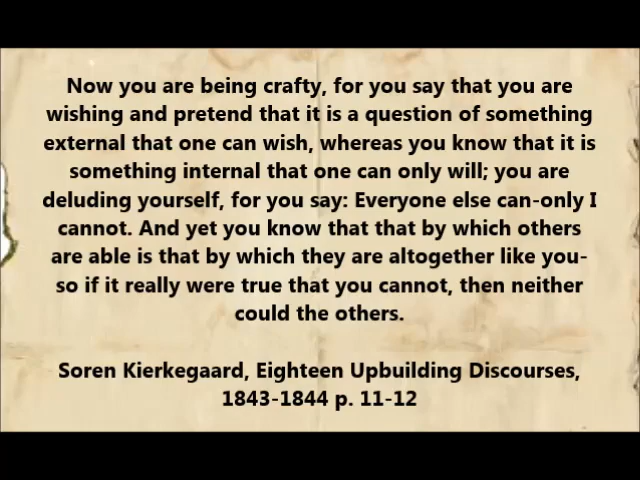 Now you are being crafty, for you say that you are
wishing and pretend that it is a question of something
external that one can wish, whereas you know that it is
something internal that one can only will; you are
deluding yourself, for you say: Everyone else can-only I
cannot. And yet you know that that by which others
are able is that by which they are altogether like you-
so if it really were true that you cannot, then neither
could the others.
Soren Kierkegaard, Eighteen Upbuilding Discourses,
1843-1844 p. 11-12